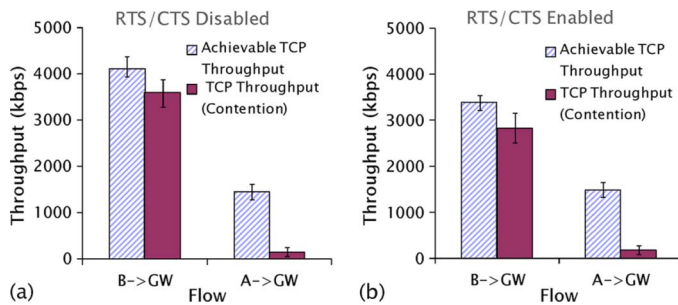 RTS/CTS Disabled
5000
4000
3000
2000
1000
0
Throughput (kbps)
Achievable TCP
Throughput
TCP Throughput
(Contention)
B->GW
A->GW
Flow
(a)
RTS/CTS Enabled
5000
4000
3000
2000
1000
0
Throughput (kbps)
Achievable TCP
Throughput
TCP Throughput
(Contention)
B->GW
A->GW
Flow
(b)